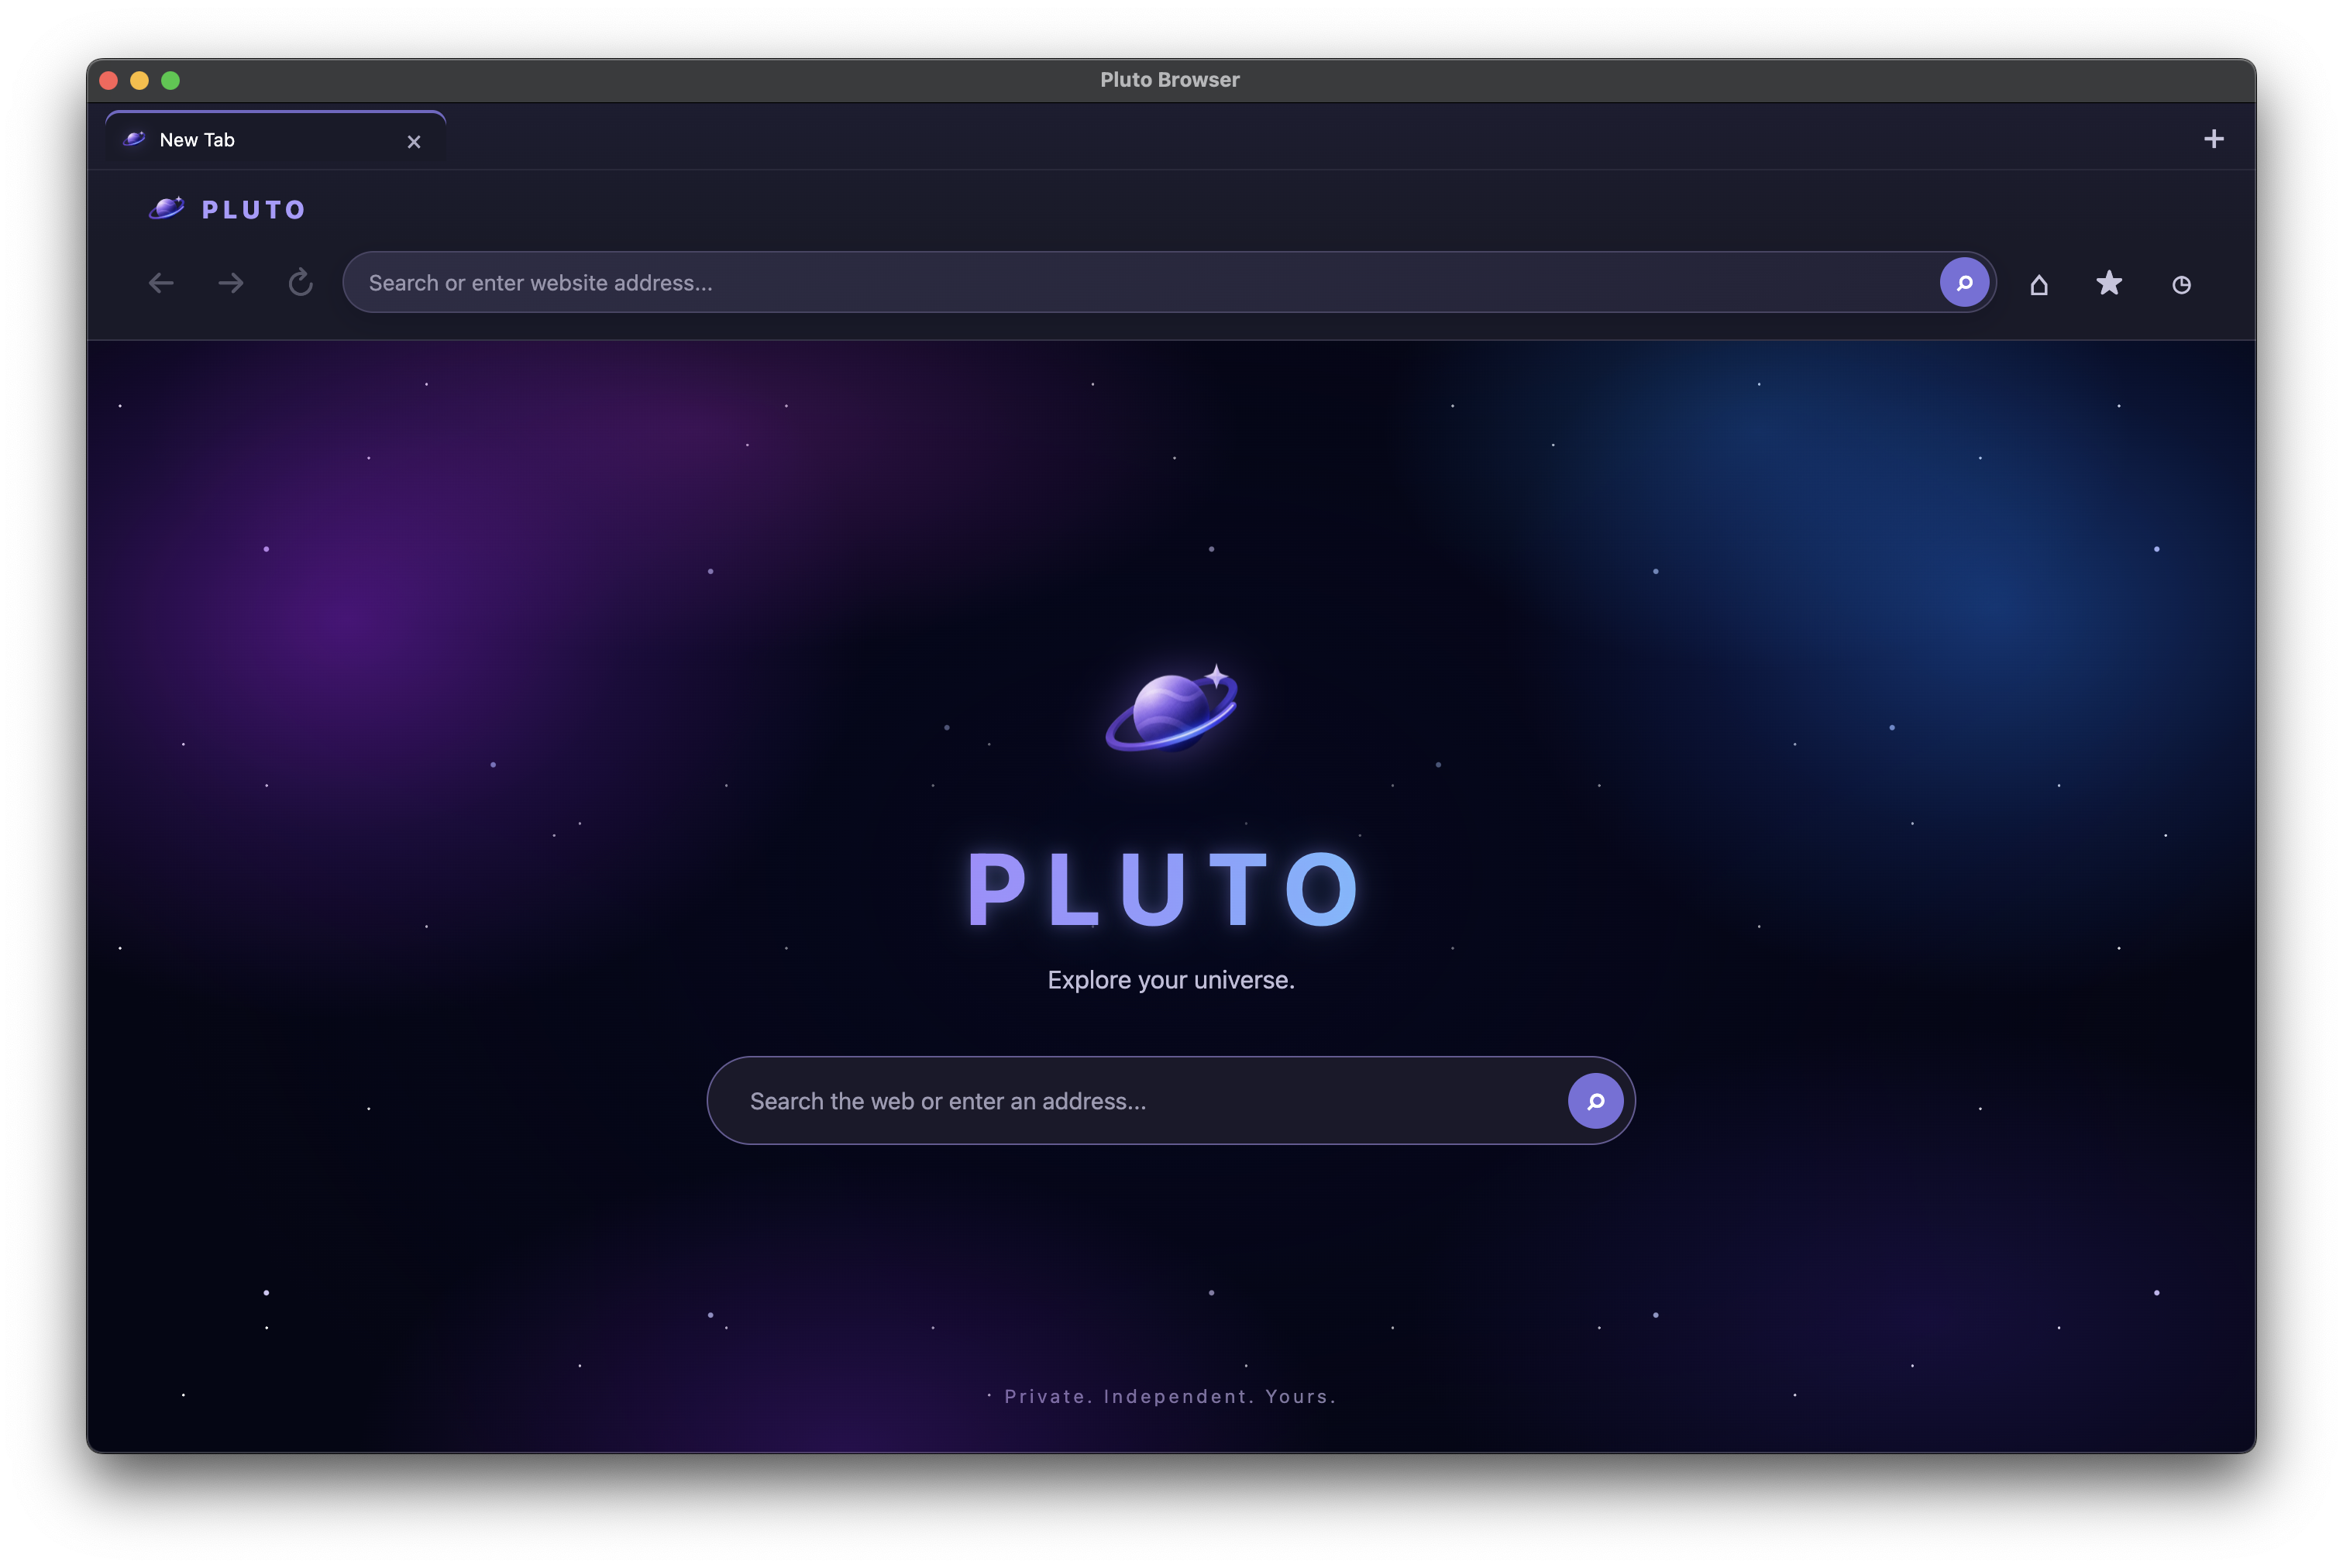 Pluto Browser
New Tab
PLUTO
Search or enter website address...
PLUTO
Explore your universe.
Search the web or enter an address...
Private. Independent. Yours.